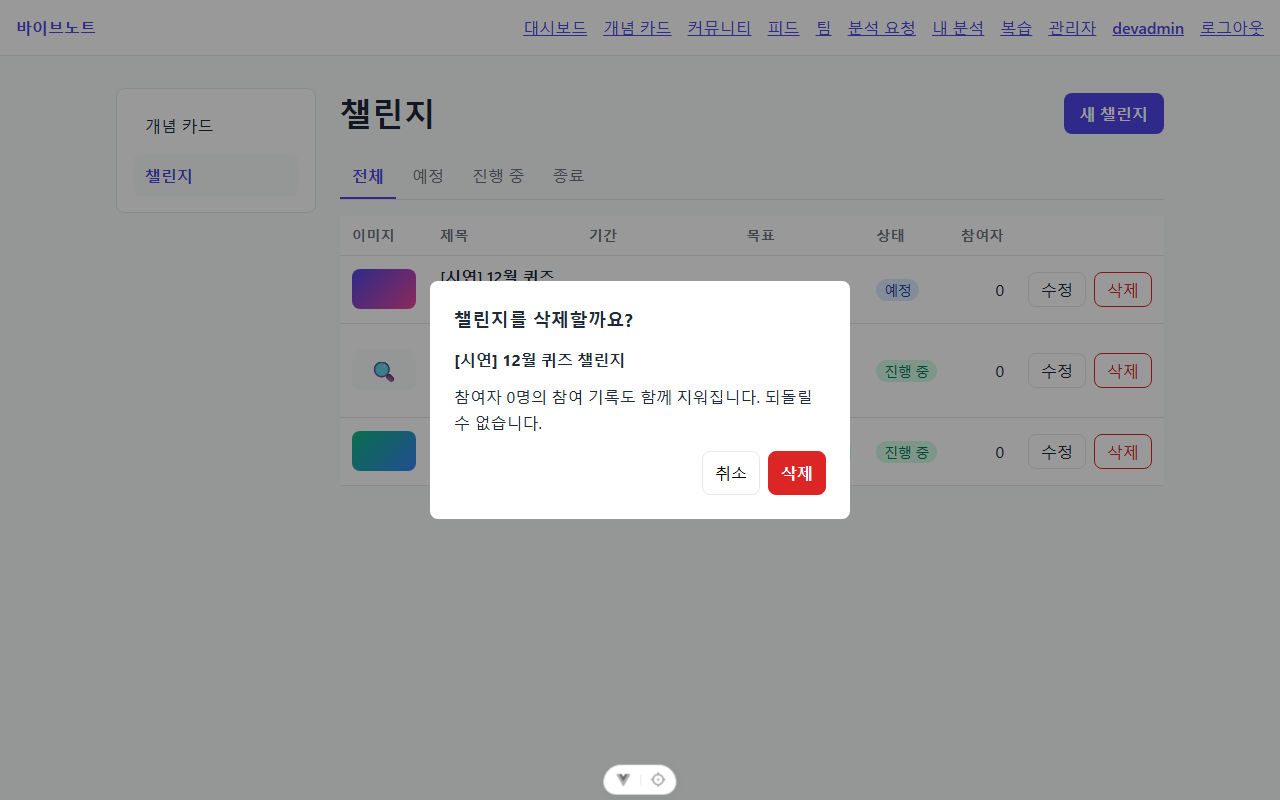 바이브노트 대시보드 개념 카드 커뮤니티 피드 팀 분석 요청 내 분석 복습 관리자 devadmin 로그아웃
개념 카드
챌린지
챌린지
새 챌린지
전체 예정 진행 중 종료
이미지 제목 기간 목표 상태 참여자
[시연] 12월 퀴즈
예정 0 수정 삭제
진행 중 0 수정 삭제
진행 중 0 수정 삭제
챌린지를 삭제할까요?
[시연] 12월 퀴즈 챌린지
참여자 0명의 참여 기록도 함께 지워집니다. 되돌릴
수 없습니다.
취소 삭제